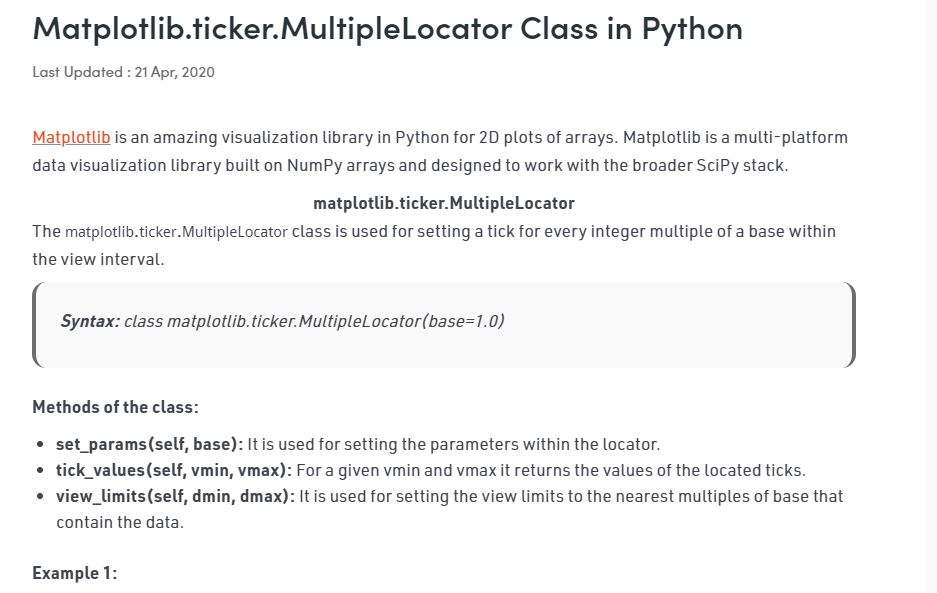 Matplotlib.ticker.MultipleLocator Class in Python
Last Updated : 21 Apr, 2020
Matplotlib is an amazing visualization library in Python for 2D plots of arrays. Matplotlib is a multi-platform
data visualization library built on NumPy arrays and designed to work with the broader SciPy stack.
matplotlib.ticker.MultipleLocator
The matplotlib.ticker.MultipleLocator class is used for setting a tick for every integer multiple of a base within
the view interval.
Syntax: class matplotlib.ticker.MultipleLocator(base=1.0)
Methods of the class:
• set_params(self, base): It is used for setting the parameters within the locator.
• tick_values(self, vmin, vmax): For a given vmin and vmax it returns the values of the located ticks.
• view_limits(self, dmin, dmax): It is used for setting the view limits to the nearest multiples of base that
contain the data.
Example 1: